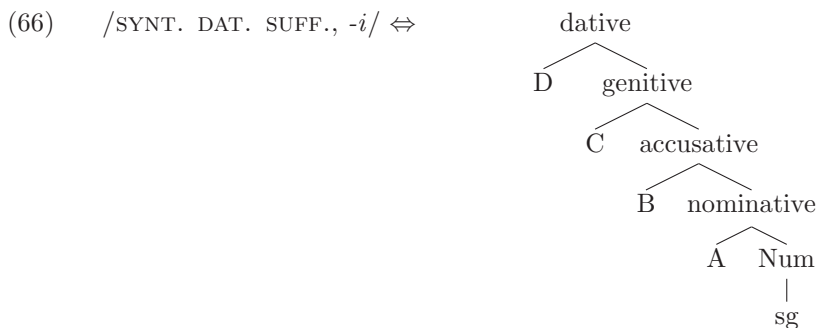 (66) /SYNT. DAT. SUFF., -i/ ⇔ dative
D genitive
C accusative
B nominative
A Num
sg